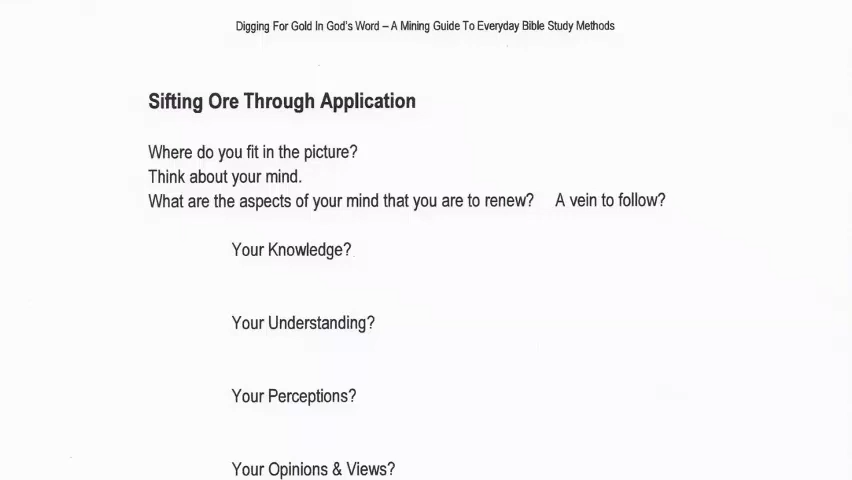 Digging For Gold In God's Word – A Mining Guide To Everyday Bible Study Methods
Sifting Ore Through Application
Where do you fit in the picture?
Think about your mind.
What are the aspects of your mind that you are to renew? A vein to follow?
Your Knowledge?
Your Understanding?
Your Perceptions?
Your Opinions & Views?